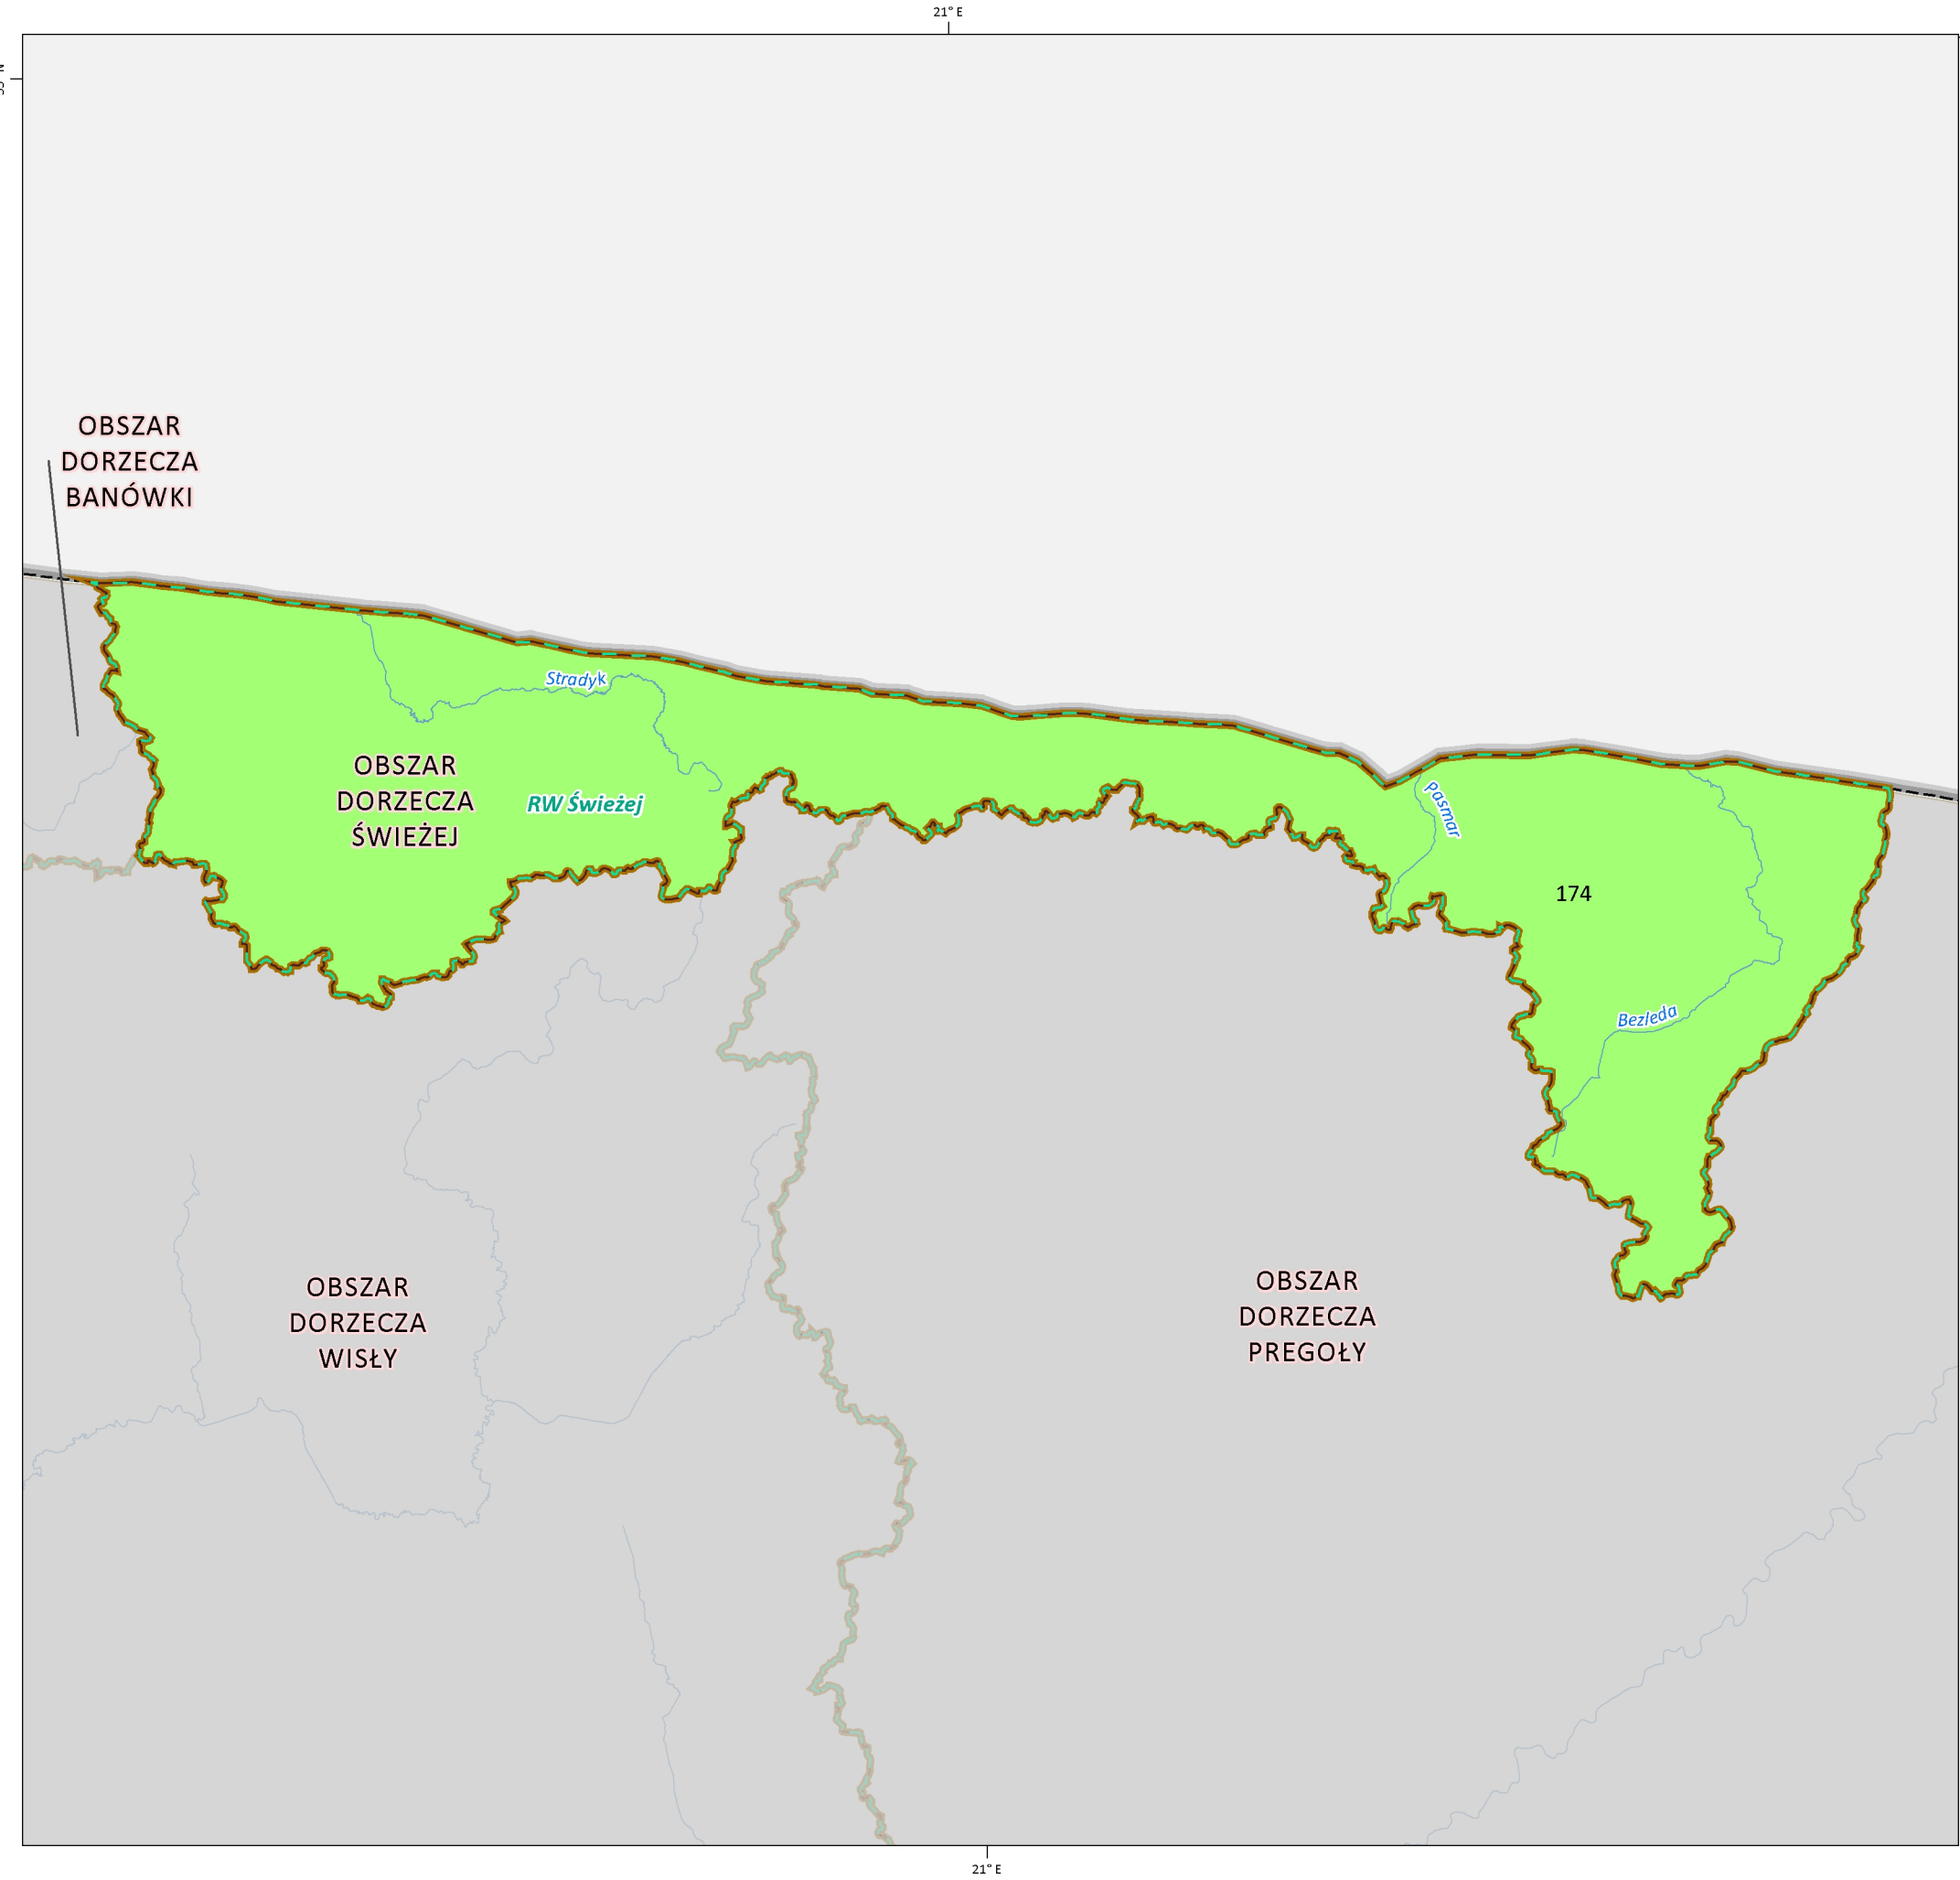 21° E
OBSZAR
DORZECZA
BANÓWKI
Stradyk
OBSZAR
DORZECZA
ŚWIEŻEJ
RW Świeżej
Pasmar
174
Bezleda
OBSZAR
DORZECZA
WISŁY
OBSZAR
DORZECZA
PREGOŁY
21° E